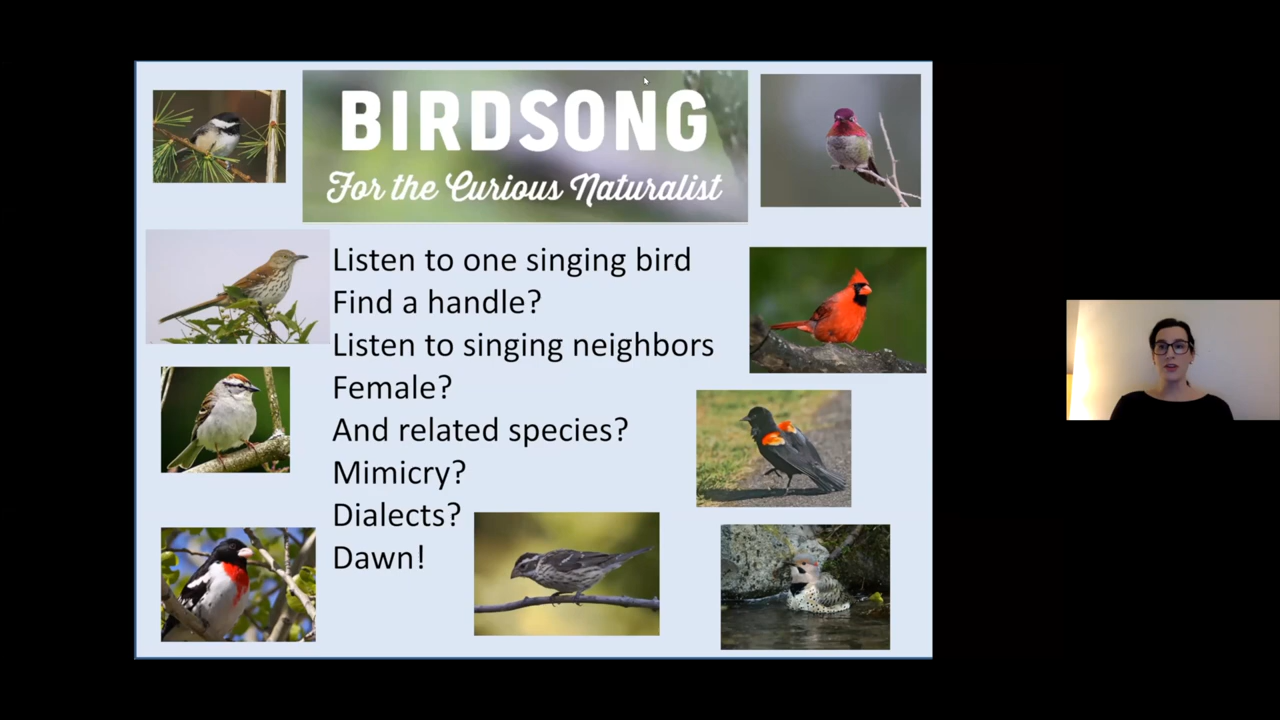 BIRDSONG
For the Curious Naturalist
Listen to one singing bird
Find a handle?
Listen to singing neighbors
Female?
And related species?
Mimicry?
Dialects?
Dawn!